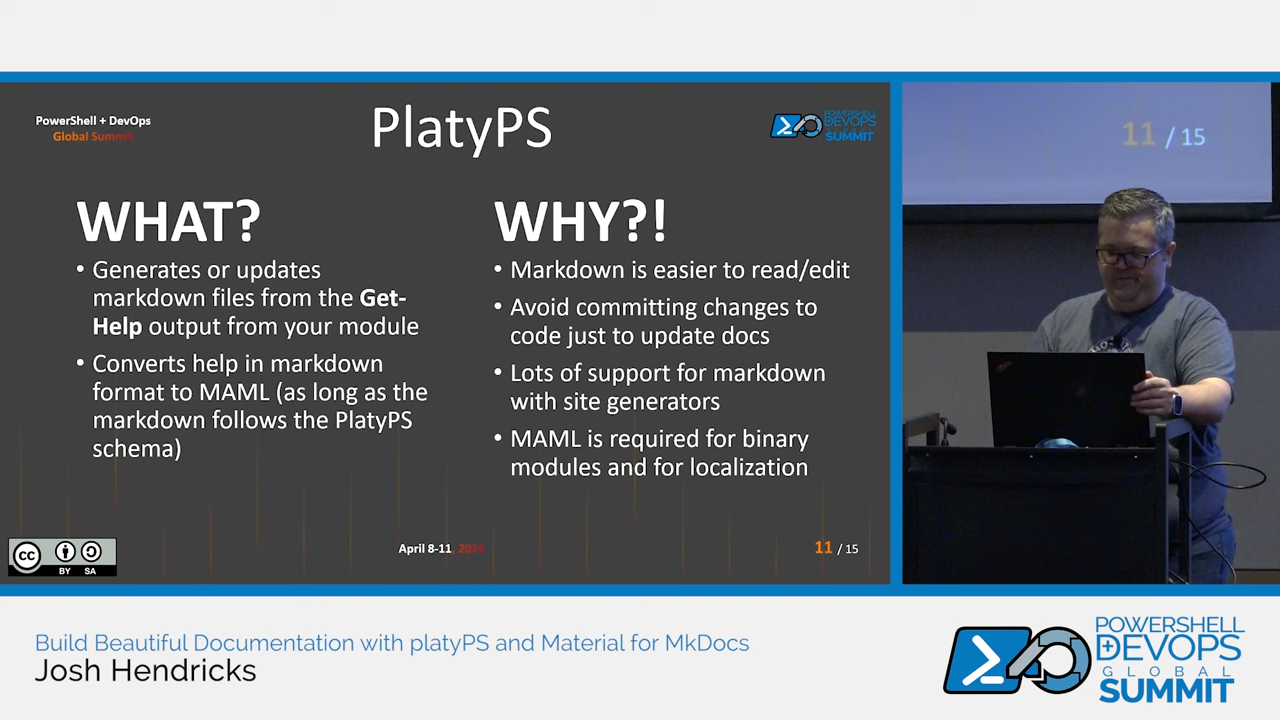 PowerShell + DevOps
Global Summit
PlatyPS
POWERSHELL
DEVOPS
GLOBAL
SUMMIT
WHAT?
• Generates or updates
markdown files from the Get-
Help output from your module
• Converts help in markdown
format to MAML (as long as the
markdown follows the PlatyPS
schema)
WHY?!
• Markdown is easier to read/edit
• Avoid committing changes to
code just to update docs
• Lots of support for markdown
with site generators
• MAML is required for binary
modules and for localization
cc
BY SA
April 8-11, 2024
11 / 15
11 / 15
Build Beautiful Documentation with platyPS and Material for MkDocs
Josh Hendricks
POWERSHELL
DEVOPS
GLOBAL
SUMMIT